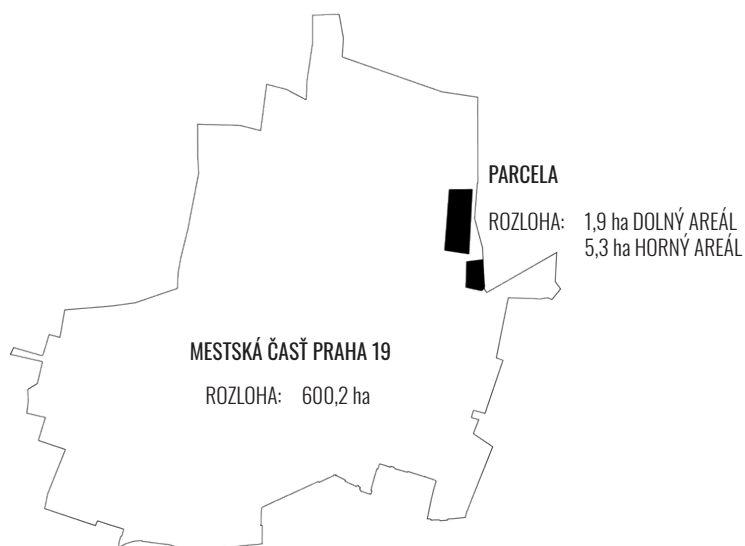 PARCELA
ROZLOHA: 1,9 ha DOLNÝ AREÁL
5,3 ha HORNÝ AREÁL
MESTSKÁ ČASŤ PRAHA 19
ROZLOHA: 600,2 ha